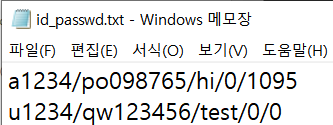 id_passwd.txt - Windows 메모장
파일(F) 편집(E) 서식(O) 보기(V) 도움말(H)
a1234/po098765/hi/0/1095
u1234/qw123456/test/0/0